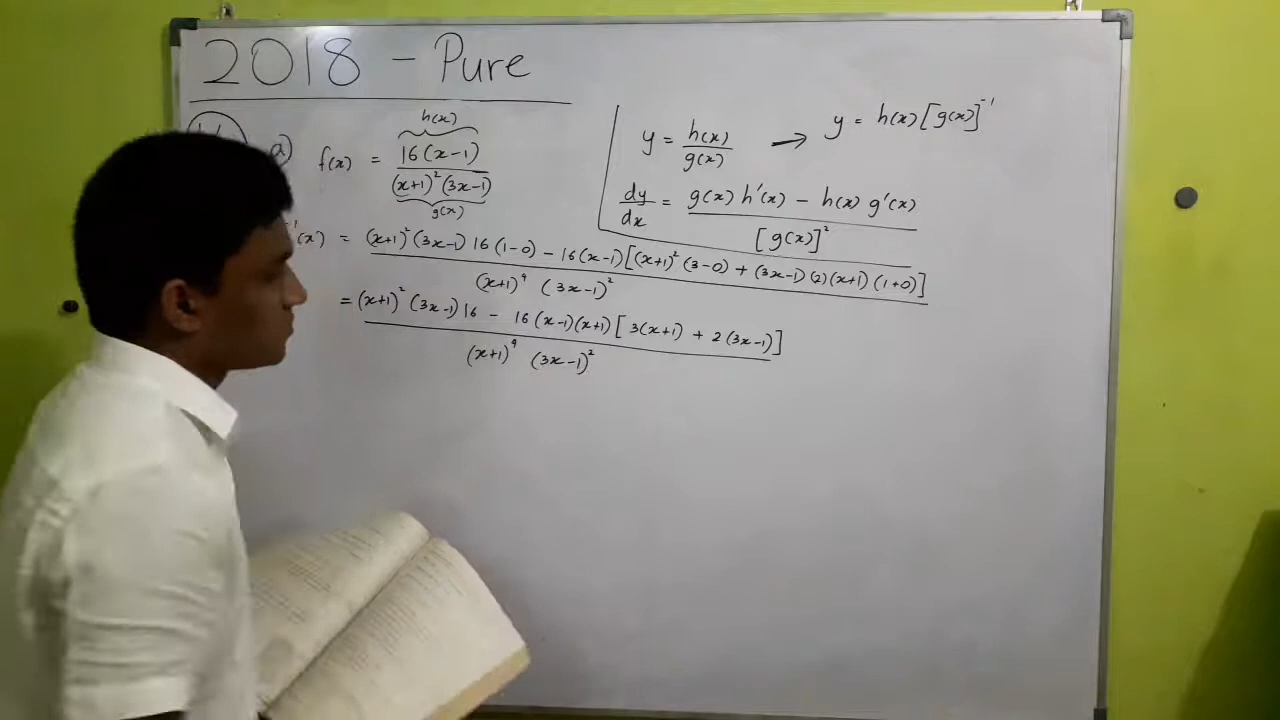 2018 - Pure
a) f(x) = 16(x-1) / (x+1)²(3x-1)
h(x)
g(x)
y = h(x) / g(x) → y = h(x)[g(x)]⁻¹
dy/dx = g(x) h'(x) - h(x) g'(x) / [g(x)]²
'(x) = (x+1)²(3x-1) 16 (1-0) - 16(x-1)[(x+1)²(3-0) + (3x-1)(2)(x+1)(1+0)] / (x+1)⁴ (3x-1)²
= (x+1)²(3x-1)16 - 16(x-1)(x+1)[3(x+1) + 2(3x-1)] / (x+1)⁴ (3x-1)²